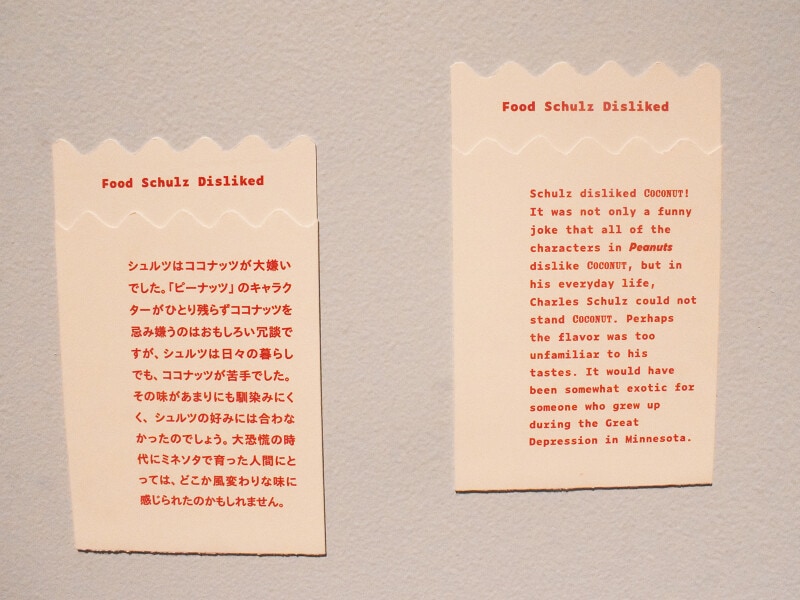 Food Schulz Disliked
シュルツはココナッツが大嫌い
でした。「ピーナッツ」のキャラク
ターがひとり残らずココナッツを
忌み嫌うのはおもしろい冗談で
すが、シュルツは日々の暮らし
でも、ココナッツが苦手でした。
その味があまりにも馴染みにく
く、シュルツの好みには合わな
かったのでしょう。大恐慌の時
代にミネソタで育った人間にと
っては、どこか風変わりな味に
感じられたのかもしれません。
Food Schulz Disliked
Schulz disliked COCONUT!
It was not only a funny
joke that all of the
characters in Peanuts
dislike COCONUT, but in
his everyday life,
Charles Schulz could not
stand COCONUT. Perhaps
the flavor was too
unfamiliar to his
tastes. It would have
been somewhat exotic for
someone who grew up
during the Great
Depression in Minnesota.